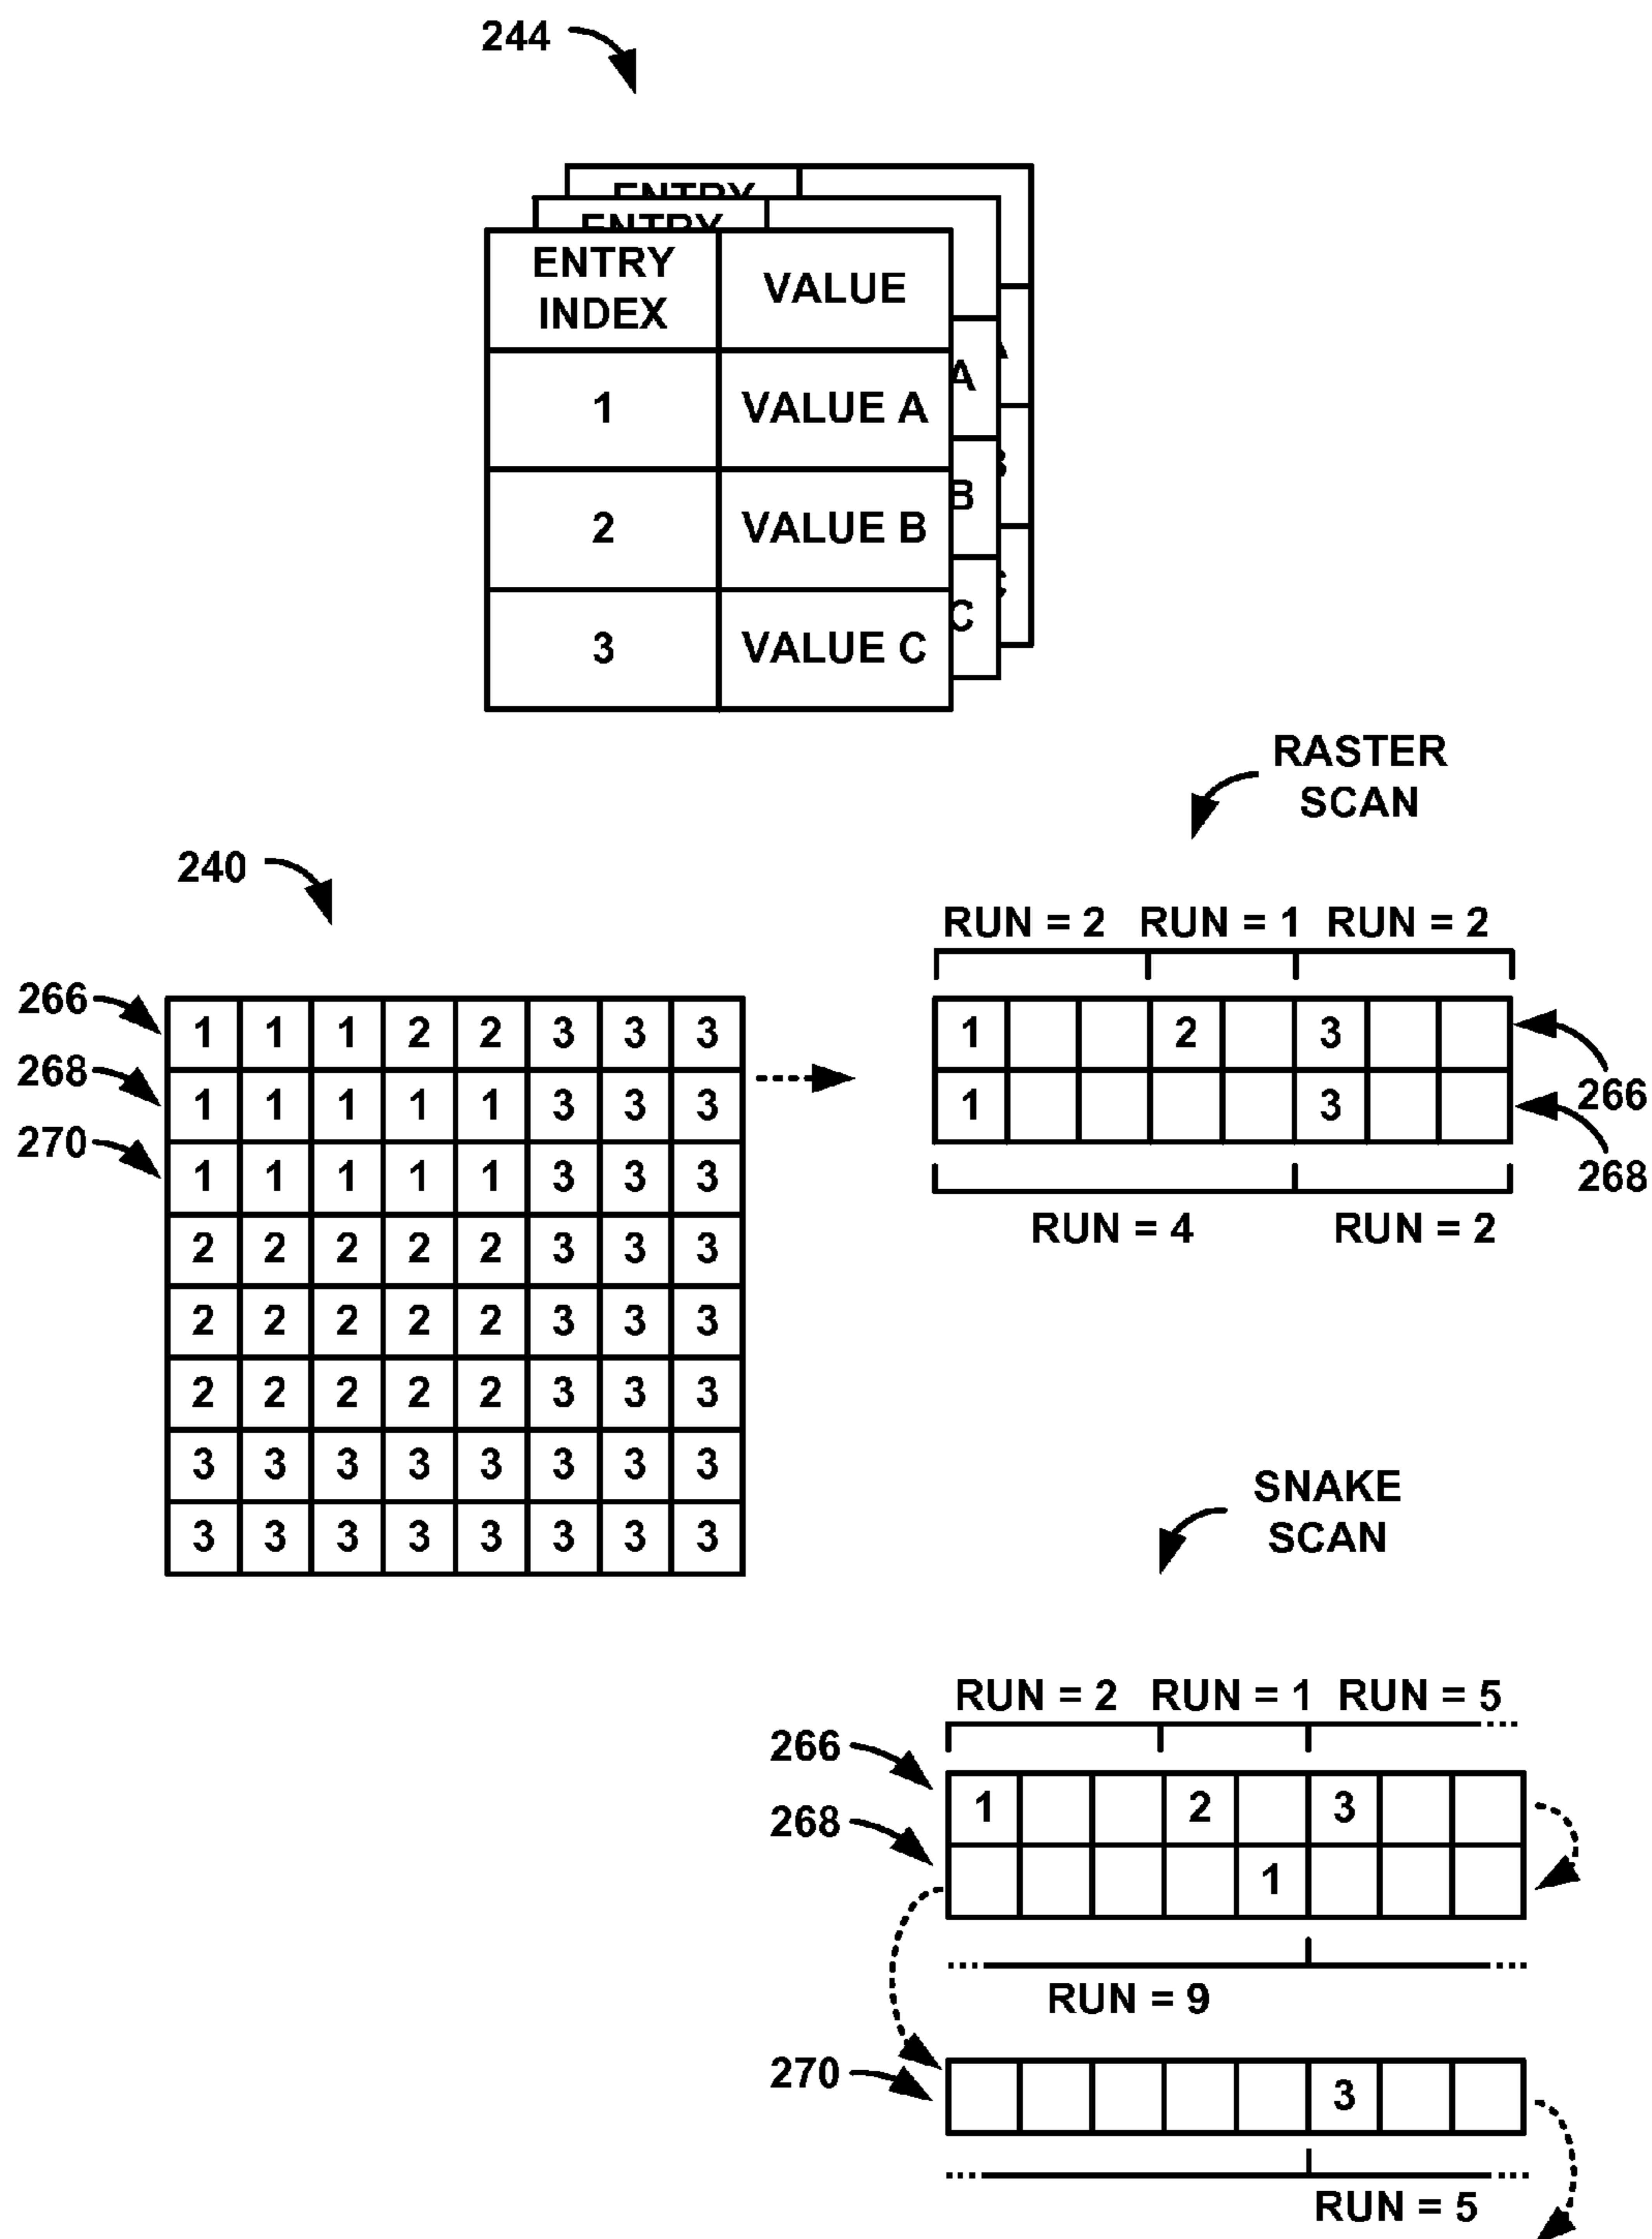 244
ENTRY
ENTRY
ENTRY
INDEX
VALUE
1
VALUE A
A
A
2
VALUE B
B
B
3
VALUE C
C
C
RASTER
SCAN
240
RUN = 2 RUN = 1 RUN = 2
266
1 1 1 2 2 3 3 3
268
1 1 1 1 1 3 3 3
270
1 1 1 1 1 3 3 3
2 2 2 2 2 3 3 3
2 2 2 2 2 3 3 3
2 2 2 2 2 3 3 3
3 3 3 3 3 3 3 3
3 3 3 3 3 3 3 3
1 2 3
1 3
266
268
RUN = 4 RUN = 2
SNAKE
SCAN
RUN = 2 RUN = 1 RUN = 5
266
1 2 3
268
1
RUN = 9
270
3
RUN = 5